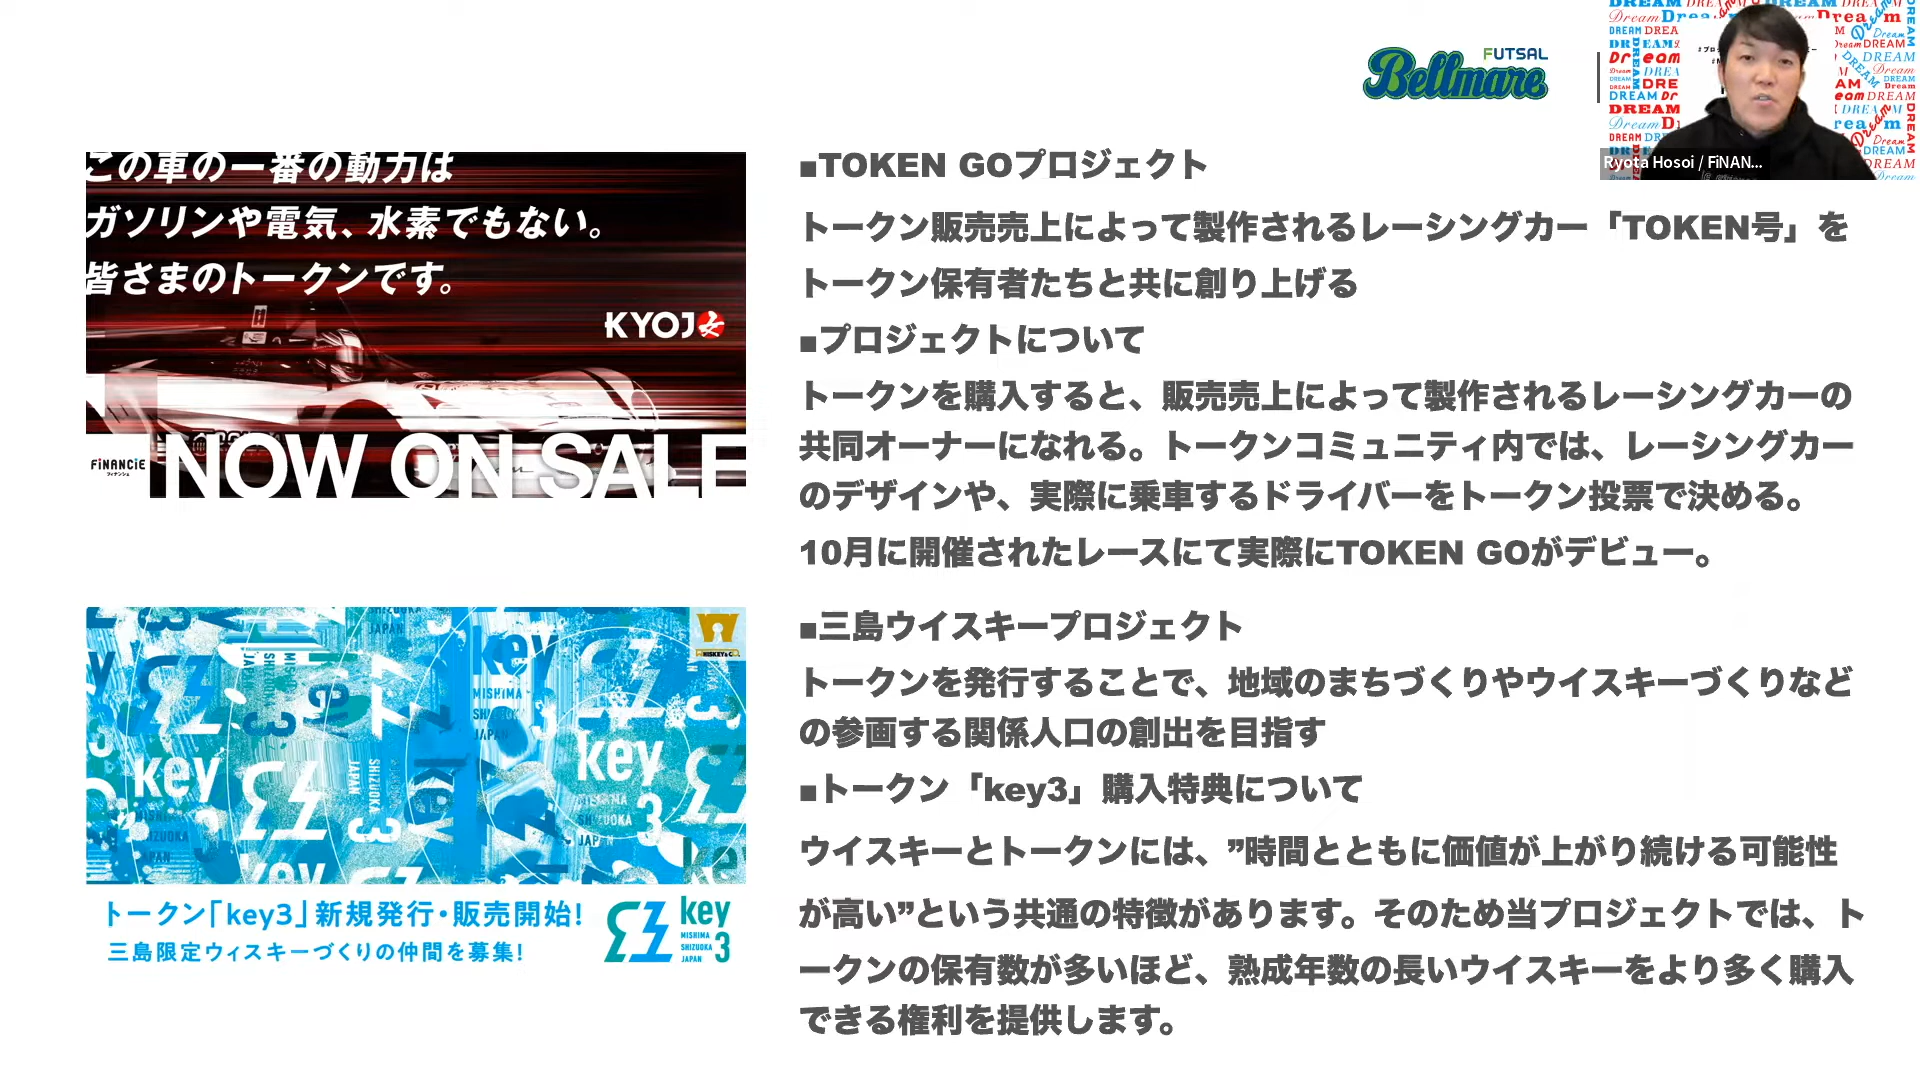 FUTSAL
Bellmare
Ryota Hosoi / FiNAN...
この車の一番の動力は
ガソリンや電気、水素でもない。
皆さまのトークンです。
KYOJO女
FiNANCiE
フィナンシェ
NOW ON SALE
■TOKEN GOプロジェクト
トークン販売売上によって製作されるレーシングカー「TOKEN号」を
トークン保有者たちと共に創り上げる
■プロジェクトについて
トークンを購入すると、販売売上によって製作されるレーシングカーの
共同オーナーになれる。トークンコミュニティ内では、レーシングカー
のデザインや、実際に乗車するドライバーをトークン投票で決める。
10月に開催されたレースにて実際にTOKEN GOがデビュー。
key
MISHIMA
SHIZUOKA
JAPAN
key
key
3
トークン「key3」新規発行・販売開始!
三島限定ウィスキーづくりの仲間を募集!
key
MISHIMA
SHIZUOKA
JAPAN
3
■三島ウイスキープロジェクト
トークンを発行することで、地域のまちづくりやウイスキーづくりなど
の参画する関係人口の創出を目指す
■トークン「key3」購入特典について
ウイスキーとトークンには、”時間とともに価値が上がり続ける可能性
が高い”という共通の特徴があります。そのため当プロジェクトでは、ト
ークンの保有数が多いほど、熟成年数の長いウイスキーをより多く購入
できる権利を提供します。